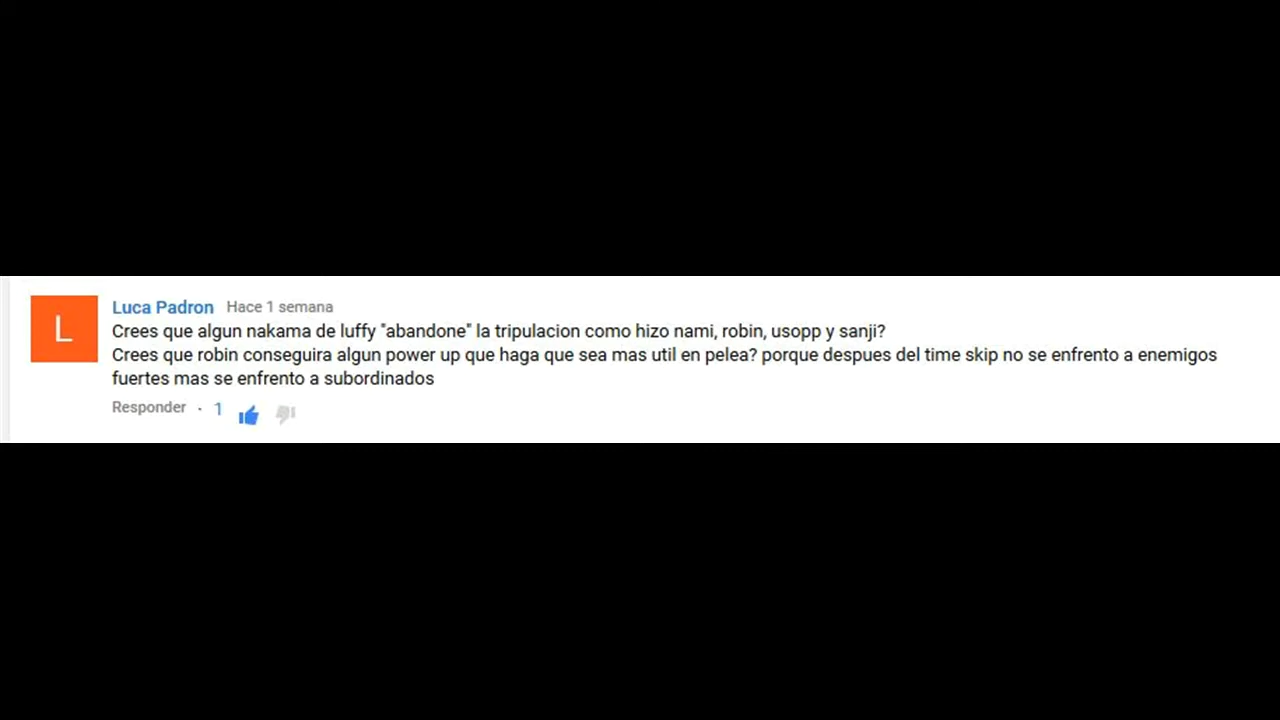 L
Luca Padron Hace 1 semana
Crees que algun nakama de luffy "abandone" la tripulacion como hizo nami, robin, usopp y sanji?
Crees que robin conseguira algun power up que haga que sea mas util en pelea? porque despues del time skip no se enfrento a enemigos
fuertes mas se enfrento a subordinados
Responder · 1